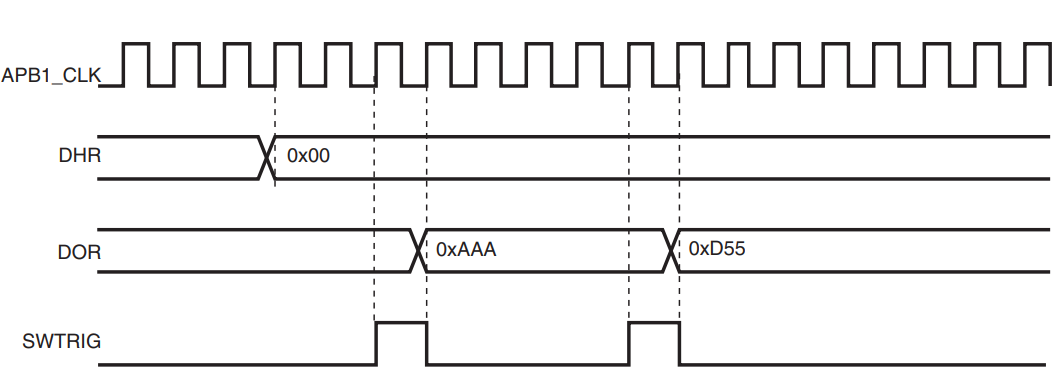 APB1_CLK
DHR
0x00
DOR
0xAAA
0xD55
SWTRIG